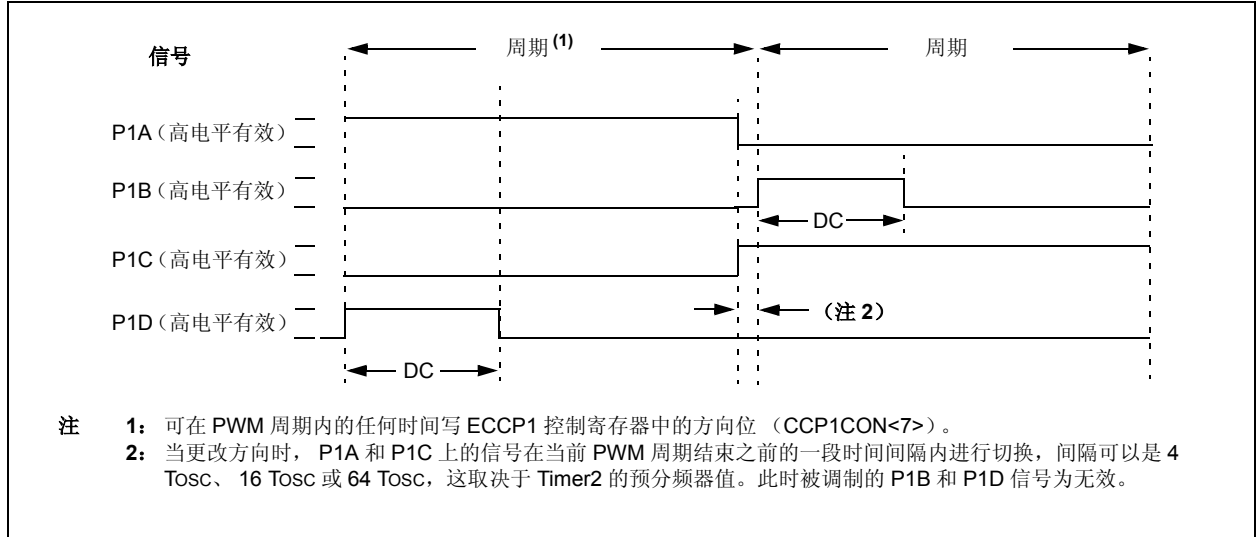 信号
周期(1)
周期
P1A（高电平有效）
P1B（高电平有效）
DC
P1C（高电平有效）
（注 2）
P1D（高电平有效）
DC
注 1： 可在 PWM 周期内的任何时间写 ECCP1 控制寄存器中的方向位 （CCP1CON<7>）。
2： 当更改方向时， P1A 和 P1C 上的信号在当前 PWM 周期结束之前的一段时间间隔内进行切换，间隔可以是 4
TOSC、 16 TOSC 或 64 TOSC，这取决于 Timer2 的预分频器值。此时被调制的 P1B 和 P1D 信号为无效。